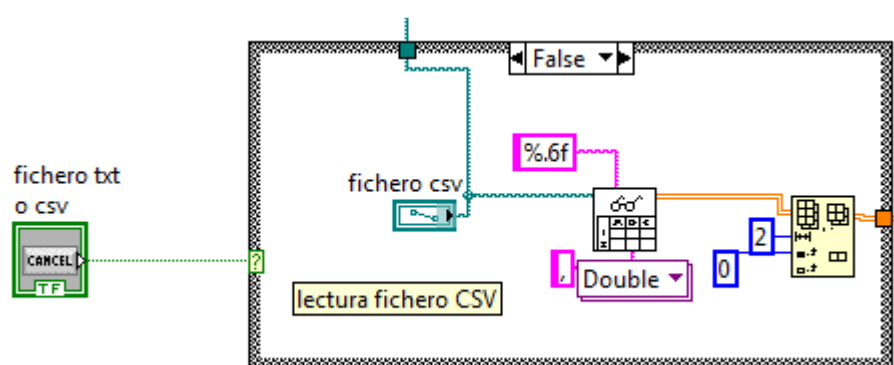 False
%.6f
fichero txt
o csv
fichero csv
CANCEL
TF
?
2
0
,
Double
lectura fichero CSV